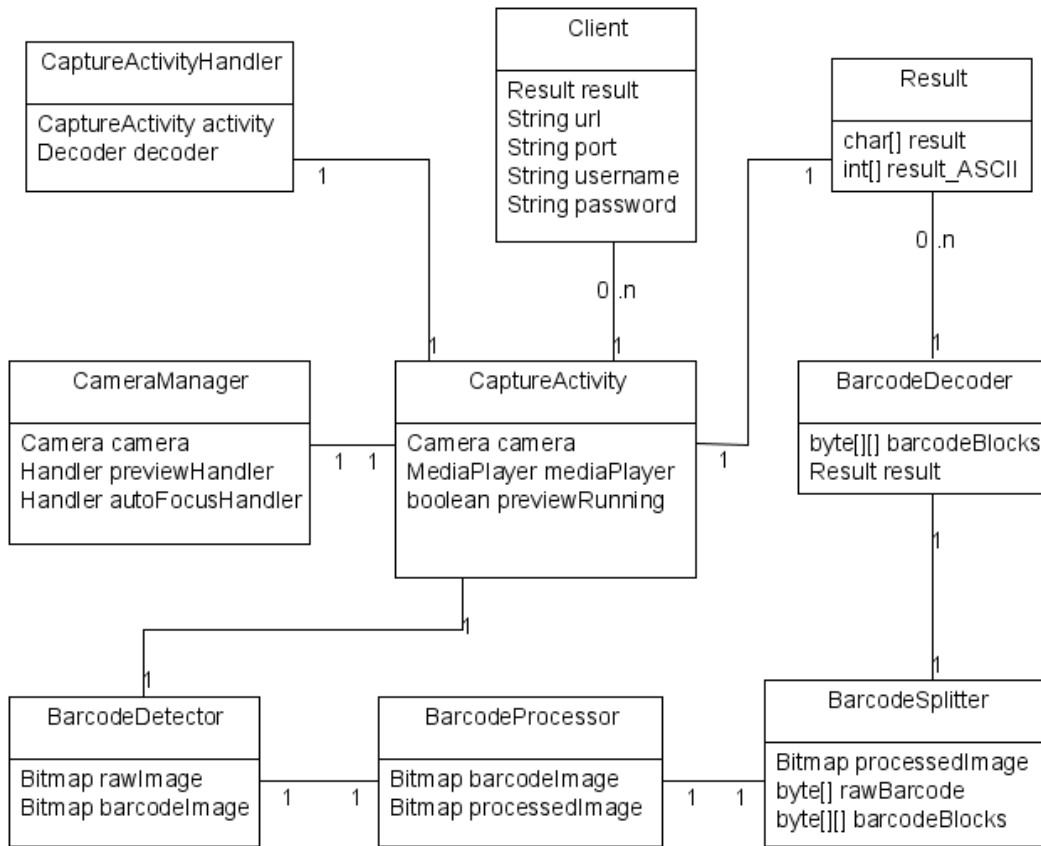 Client
Result result
String url
String port
String username
String password
CaptureActivityHandler
CaptureActivity activity
Decoder decoder
Result
char[] result
int[] result_ASCII
1
1
0 .n
0 .n
1
1
1
CameraManager
Camera camera
Handler previewHandler
Handler autoFocusHandler
CaptureActivity
Camera camera
MediaPlayer mediaPlayer
boolean previewRunning
BarcodeDecoder
byte[][] barcodeBlocks
Result result
1 1
1
1
1
1
1
BarcodeDetector
Bitmap rawImage
Bitmap barcodeImage
BarcodeProcessor
Bitmap barcodeImage
Bitmap processedImage
BarcodeSplitter
Bitmap processedImage
byte[] rawBarcode
byte[][] barcodeBlocks
1 1
1 1